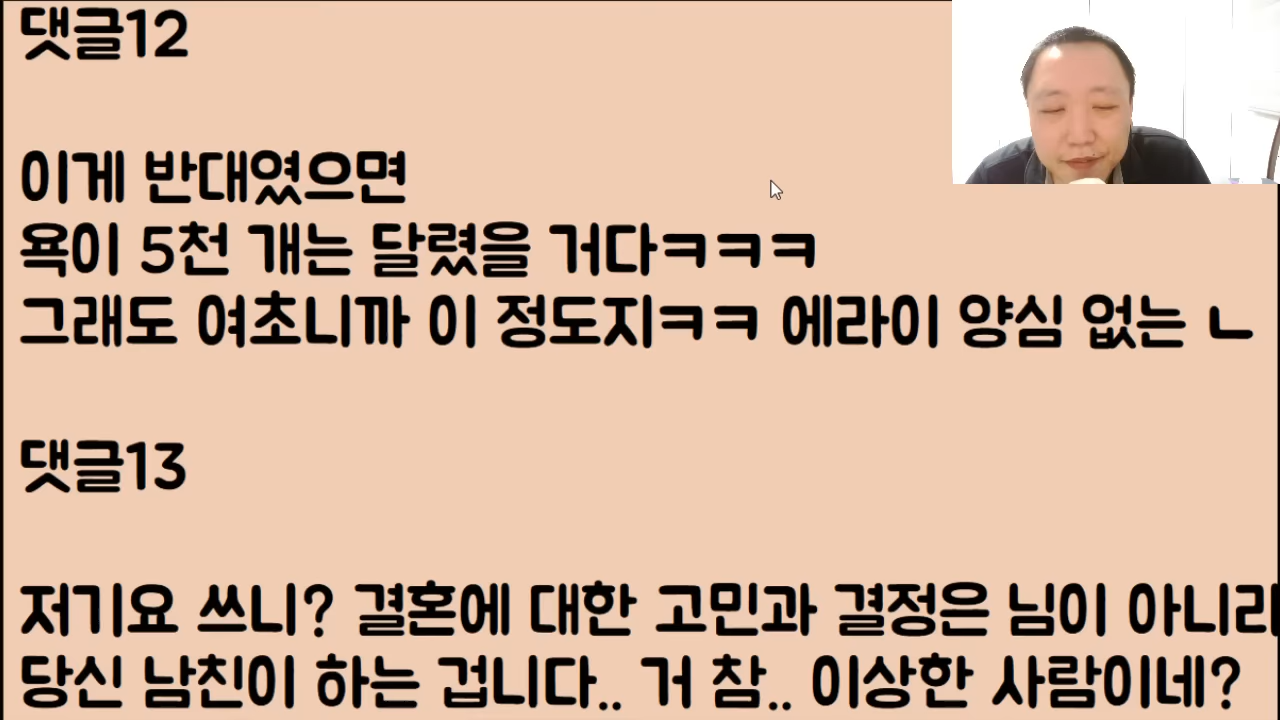 댓글12
이게 반대였으면
욕이 5천 개는 달렸을 거다ㅋㅋㅋ
그래도 여초니까 이 정도지ㅋㅋ 에라이 양심 없는 ㄴ
댓글13
저기요 쓰니? 결혼에 대한 고민과 결정은 님이 아니라
당신 남친이 하는 겁니다.. 거 참.. 이상한 사람이네?